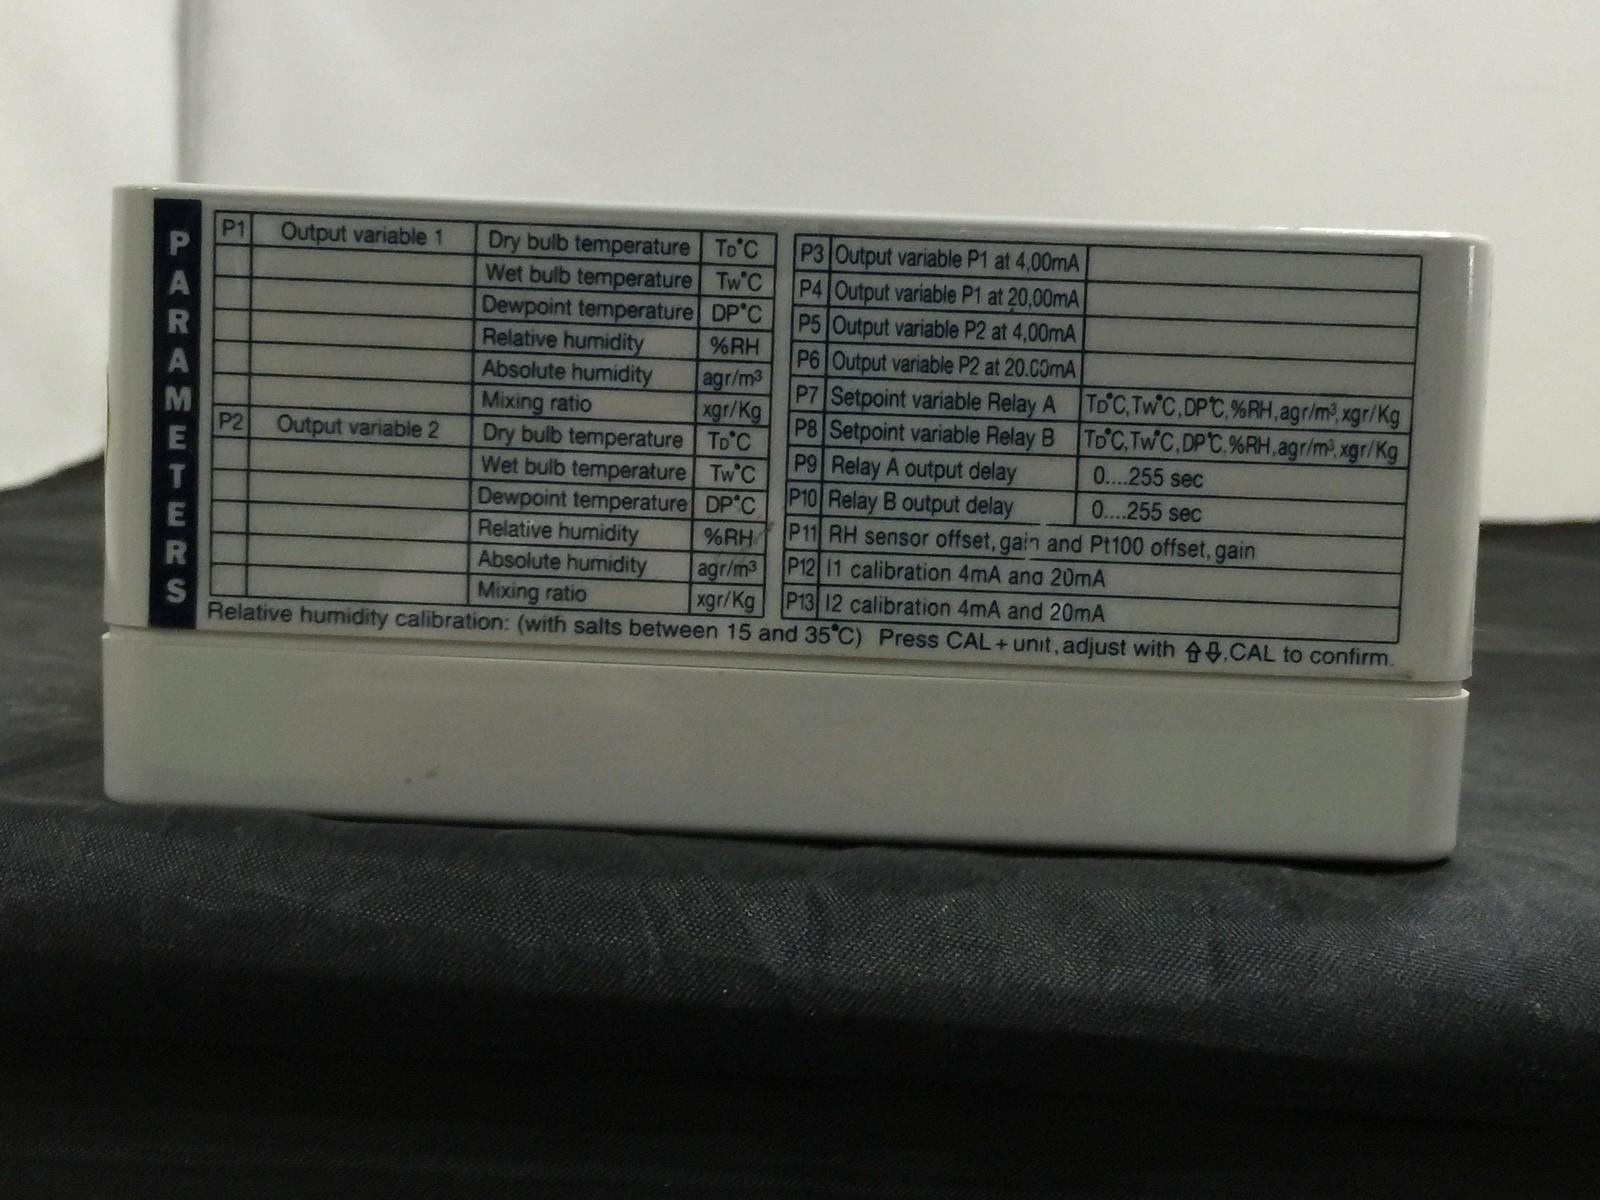 PARAMETERS
P1 Output variable 1 Dry bulb temperature TD°C
Wet bulb temperature Tw°C
Dewpoint temperature DP°C
Relative humidity %RH
Absolute humidity agr/m³
Mixing ratio xgr/Kg
P2 Output variable 2 Dry bulb temperature TD°C
Wet bulb temperature Tw°C
Dewpoint temperature DP°C
Relative humidity %RH
Absolute humidity agr/m³
Mixing ratio xgr/Kg
P3 Output variable P1 at 4,00mA
P4 Output variable P1 at 20,00mA
P5 Output variable P2 at 4,00mA
P6 Output variable P2 at 20.00mA
P7 Setpoint variable Relay A TD°C,Tw°C,DP°C,%RH,agr/m³,xgr/Kg
P8 Setpoint variable Relay B TD°C,Tw°C,DP°C,%RH,agr/m³,xgr/Kg
P9 Relay A output delay 0....255 sec
P10 Relay B output delay 0....255 sec
P11 RH sensor offset, gain and Pt100 offset, gain
P12 I1 calibration 4mA and 20mA
P13 I2 calibration 4mA and 20mA
Relative humidity calibration: (with salts between 15 and 35°C) Press CAL + unit, adjust with ⇧⇩,CAL to confirm.